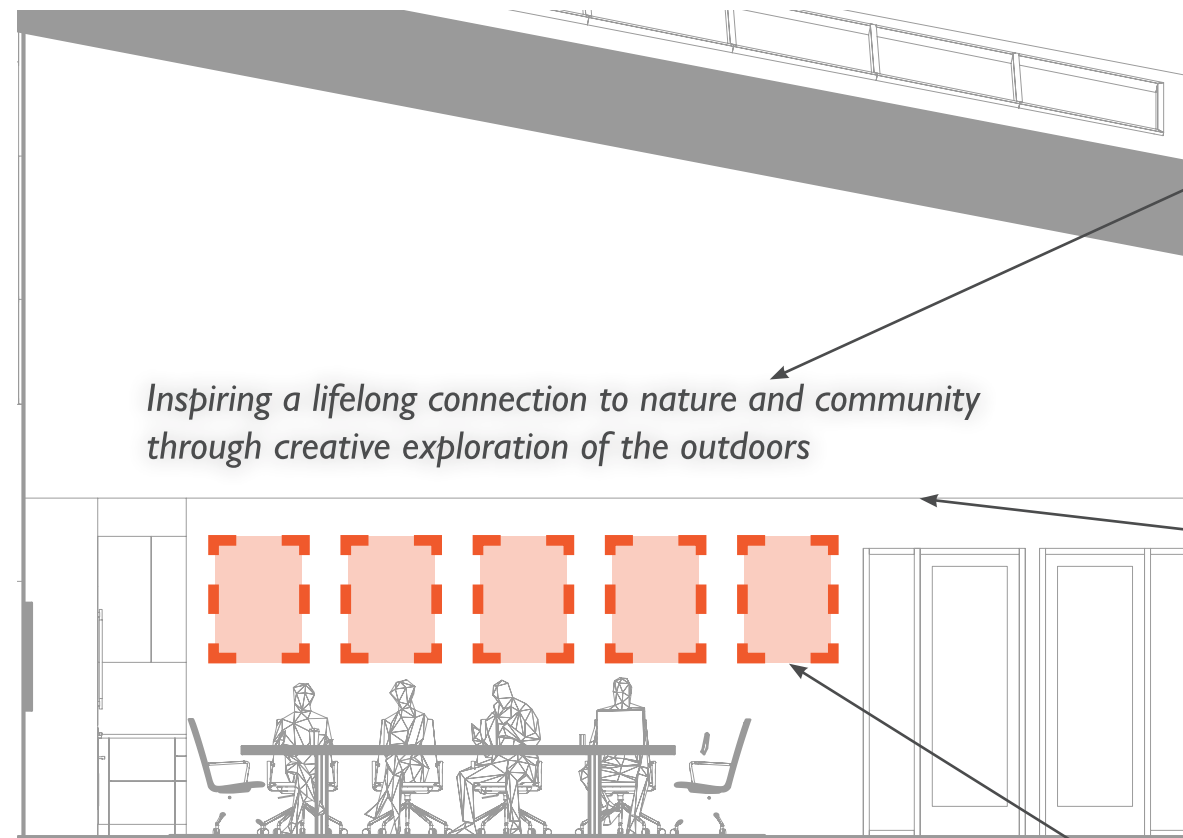 Inspiring a lifelong connection to nature and community
through creative exploration of the outdoors